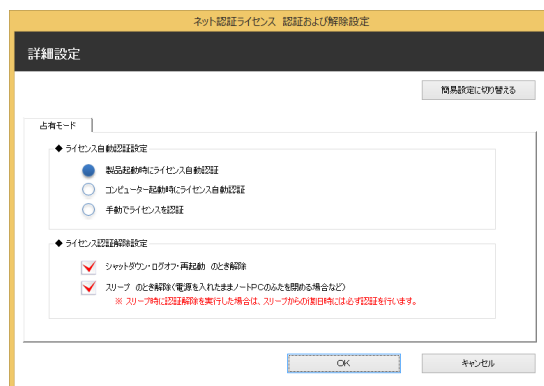 ネット認証ライセンス 認証および解除設定
詳細設定
簡易設定に切り替える
占有モード
◆ ライセンス自動認証設定
製品起動時にライセンス自動認証
コンピューター起動時にライセンス自動認証
手動でライセンスを認証
◆ ライセンス認証解除設定
シャットダウン・ログオフ・再起動 のとき解除
スリープ のとき解除(電源を入れたままノートPCのふたを閉める場合など)
※ スリープ時に認証解除を実行した場合は、スリープからの復旧時には必ず認証を行います。
OK
キャンセル